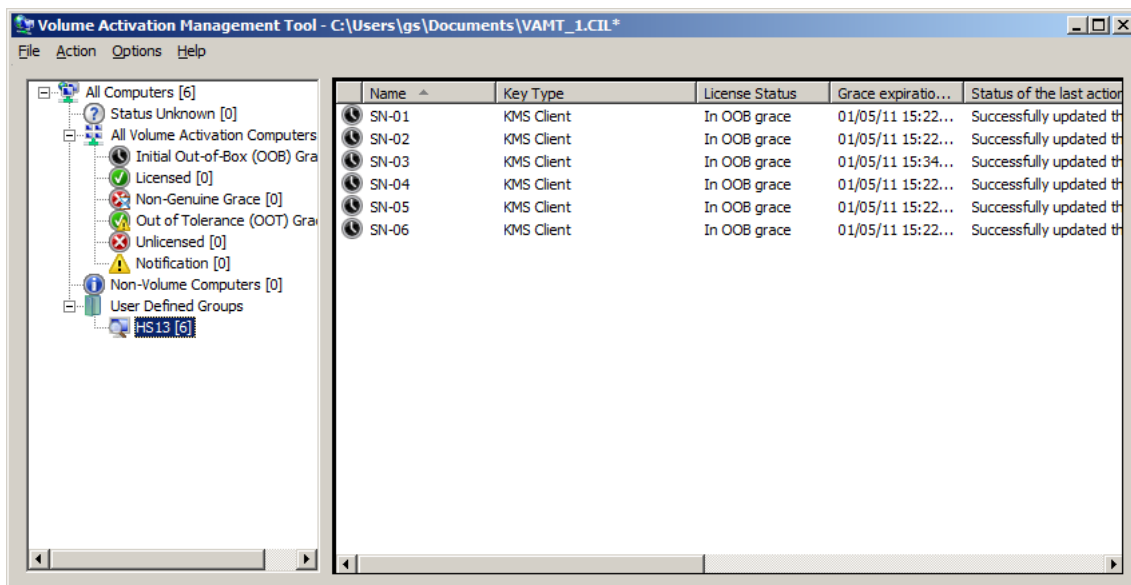 Volume Activation Management Tool - C:\Users\gs\Documents\VAMT_1.CIL*
File Action Options Help
All Computers [6]
Status Unknown [0]
All Volume Activation Computers
Initial Out-of-Box (OOB) Gra
Licensed [0]
Non-Genuine Grace [0]
Out of Tolerance (OOT) Gra
Unlicensed [0]
Notification [0]
Non-Volume Computers [0]
User Defined Groups
HS13 [6]
Name Key Type License Status Grace expiratio... Status of the last action
SN-01 KMS Client In OOB grace 01/05/11 15:22... Successfully updated th
SN-02 KMS Client In OOB grace 01/05/11 15:22... Successfully updated th
SN-03 KMS Client In OOB grace 01/05/11 15:34... Successfully updated th
SN-04 KMS Client In OOB grace 01/05/11 15:22... Successfully updated th
SN-05 KMS Client In OOB grace 01/05/11 15:22... Successfully updated th
SN-06 KMS Client In OOB grace 01/05/11 15:22... Successfully updated th